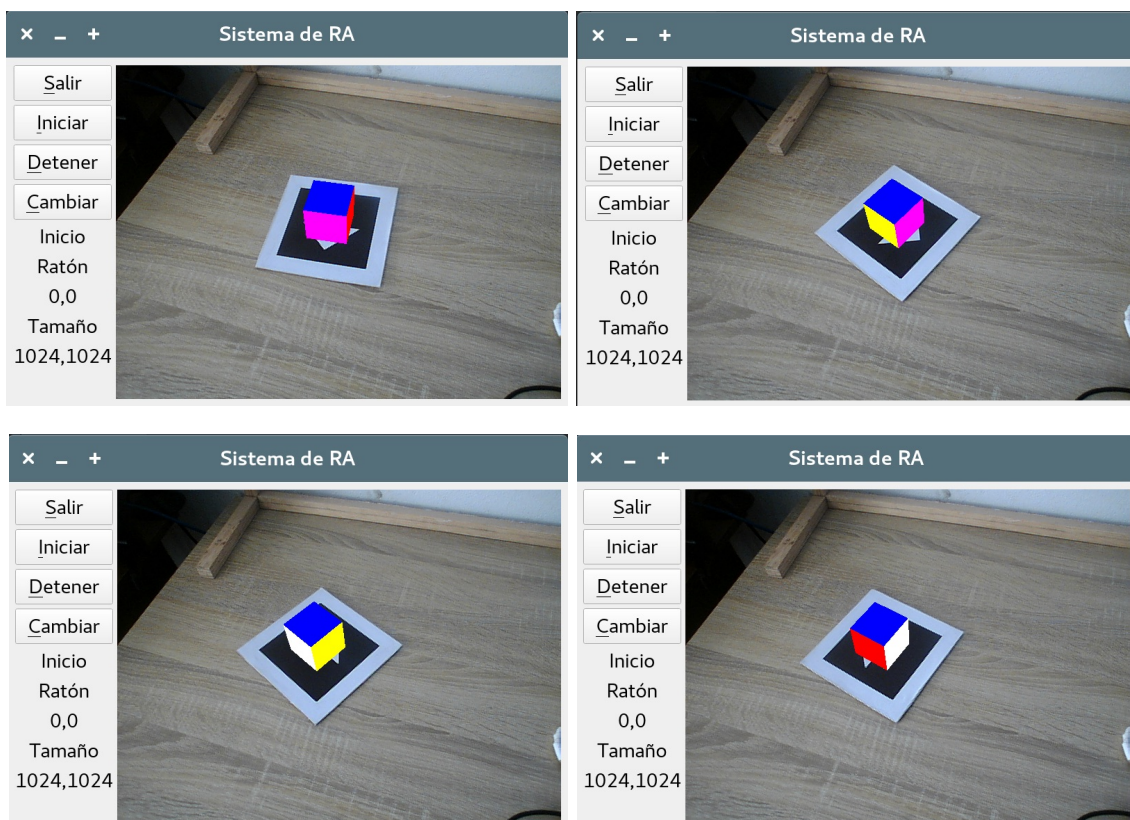 Sistema de RA
Salir
Iniciar
Detener
Cambiar
Inicio
Ratón
0,0
Tamaño
1024,1024
Sistema de RA
Salir
Iniciar
Detener
Cambiar
Inicio
Ratón
0,0
Tamaño
1024,1024
Sistema de RA
Salir
Iniciar
Detener
Cambiar
Inicio
Ratón
0,0
Tamaño
1024,1024
Sistema de RA
Salir
Iniciar
Detener
Cambiar
Inicio
Ratón
0,0
Tamaño
1024,1024